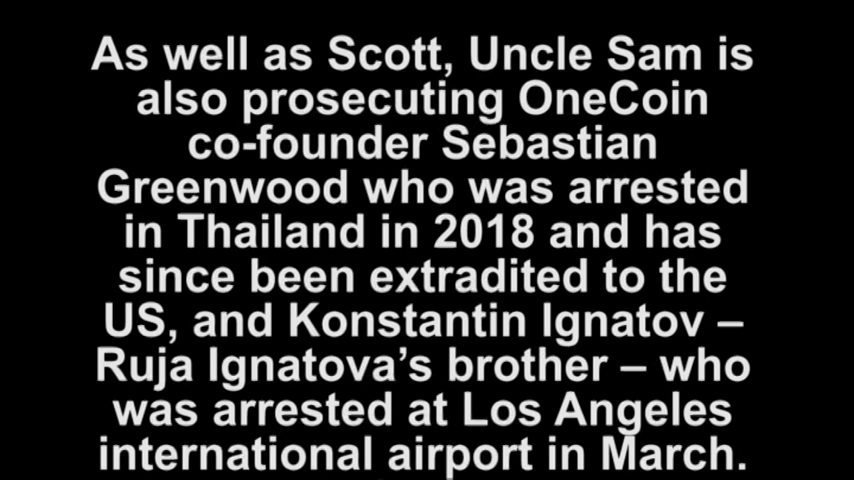 As well as Scott, Uncle Sam is
also prosecuting OneCoin
co-founder Sebastian
Greenwood who was arrested
in Thailand in 2018 and has
since been extradited to the
US, and Konstantin Ignatov –
Ruja Ignatova’s brother – who
was arrested at Los Angeles
international airport in March.